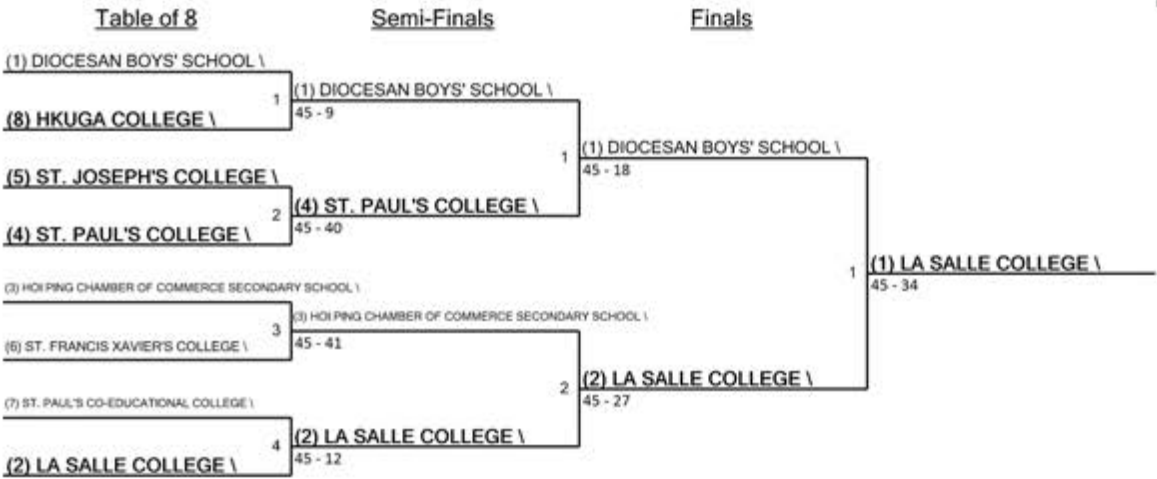 Table of 8
Semi-Finals
Finals
(1) DIOCESAN BOYS' SCHOOL \
1
(8) HKUGA COLLEGE \
(1) DIOCESAN BOYS' SCHOOL \
45 - 9
(5) ST. JOSEPH'S COLLEGE \
2
(4) ST. PAUL'S COLLEGE \
(4) ST. PAUL'S COLLEGE \
45 - 40
1
(1) DIOCESAN BOYS' SCHOOL \
45 - 18
(3) HOI PING CHAMBER OF COMMERCE SECONDARY SCHOOL \
3
(6) ST. FRANCIS XAVIER'S COLLEGE \
(3) HOI PING CHAMBER OF COMMERCE SECONDARY SCHOOL \
45 - 41
(7) ST. PAUL'S CO-EDUCATIONAL COLLEGE \
4
(2) LA SALLE COLLEGE \
(2) LA SALLE COLLEGE \
45 - 12
2
(2) LA SALLE COLLEGE \
45 - 27
1
(1) LA SALLE COLLEGE \
45 - 34